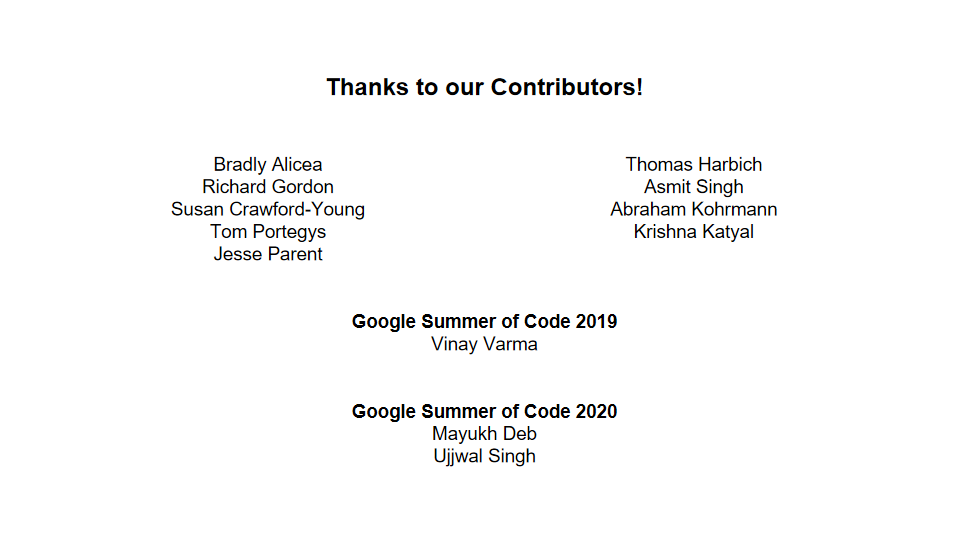 Thanks to our Contributors!
Bradly Alicea
Richard Gordon
Susan Crawford-Young
Tom Portegys
Jesse Parent
Thomas Harbich
Asmit Singh
Abraham Kohrmann
Krishna Katyal
Google Summer of Code 2019
Vinay Varma
Google Summer of Code 2020
Mayukh Deb
Ujjwal Singh